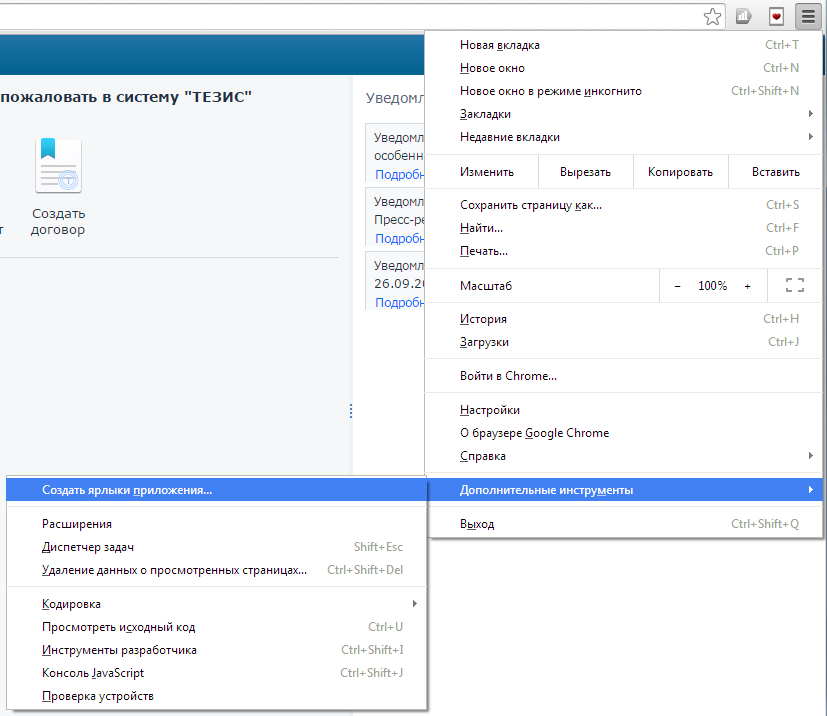 пожаловать в систему "ТЕЗИС"
Создать
договор
т
Уведомл
Уведомл
особенн
Подробн
Уведомл
Пресс-ре
Подробн
Уведомл
26.09.20
Подробн
Новая вкладка Ctrl+T
Новое окно Ctrl+N
Новое окно в режиме инкогнито Ctrl+Shift+N
Закладки
Недавние вкладки
Изменить Вырезать Копировать Вставить
Сохранить страницу как... Ctrl+S
Найти... Ctrl+F
Печать... Ctrl+P
Масштаб − 100% +
История Ctrl+H
Загрузки Ctrl+J
Войти в Chrome...
Настройки
О браузере Google Chrome
Справка
Дополнительные инструменты
Выход Ctrl+Shift+Q
Создать ярлыки приложения...
Расширения
Диспетчер задач Shift+Esc
Удаление данных о просмотренных страницах... Ctrl+Shift+Del
Кодировка
Просмотреть исходный код Ctrl+U
Инструменты разработчика Ctrl+Shift+I
Консоль JavaScript Ctrl+Shift+J
Проверка устройств